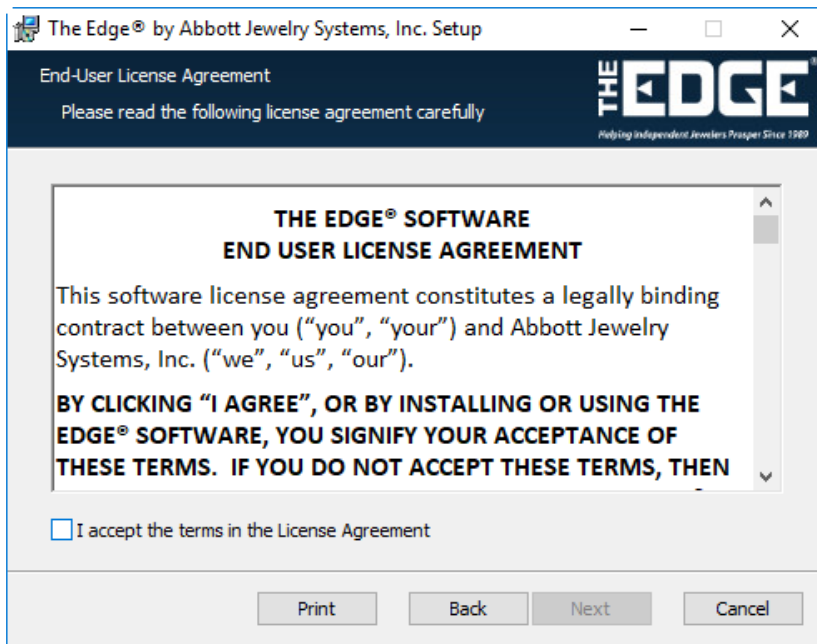 The Edge® by Abbott Jewelry Systems, Inc. Setup
End-User License Agreement
Please read the following license agreement carefully
THE EDGE®
Helping Independent Jewelers Prosper Since 1989
THE EDGE® SOFTWARE
END USER LICENSE AGREEMENT
This software license agreement constitutes a legally binding
contract between you (“you”, “your”) and Abbott Jewelry
Systems, Inc. (“we”, “us”, “our”).
BY CLICKING “I AGREE”, OR BY INSTALLING OR USING THE
EDGE® SOFTWARE, YOU SIGNIFY YOUR ACCEPTANCE OF
THESE TERMS.  IF YOU DO NOT ACCEPT THESE TERMS, THEN
I accept the terms in the License Agreement
Print
Back
Next
Cancel